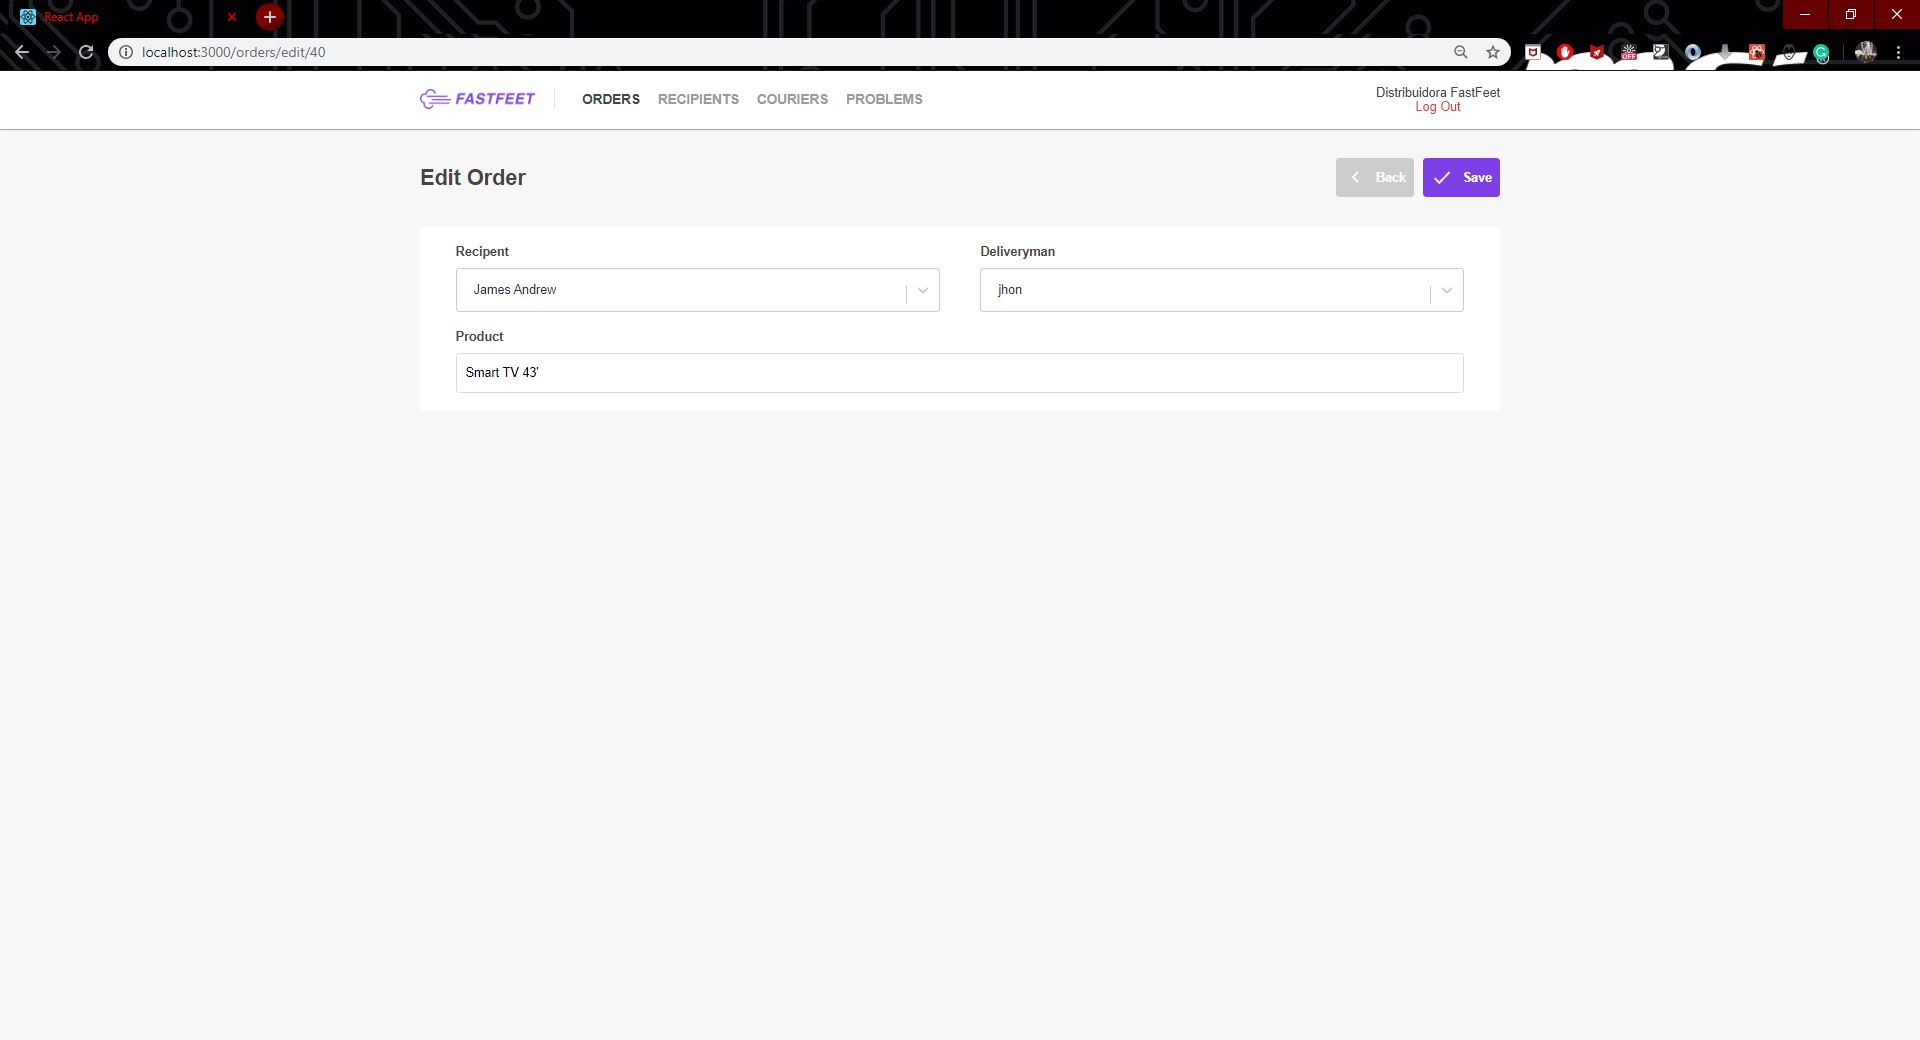 React App
localhost:3000/orders/edit/40
OFF
FASTFEET
ORDERS RECIPIENTS COURIERS PROBLEMS
Distribuidora FastFeet
Log Out
Edit Order
Back
Save
Recipent
Deliveryman
James Andrew
jhon
Product
Smart TV 43'